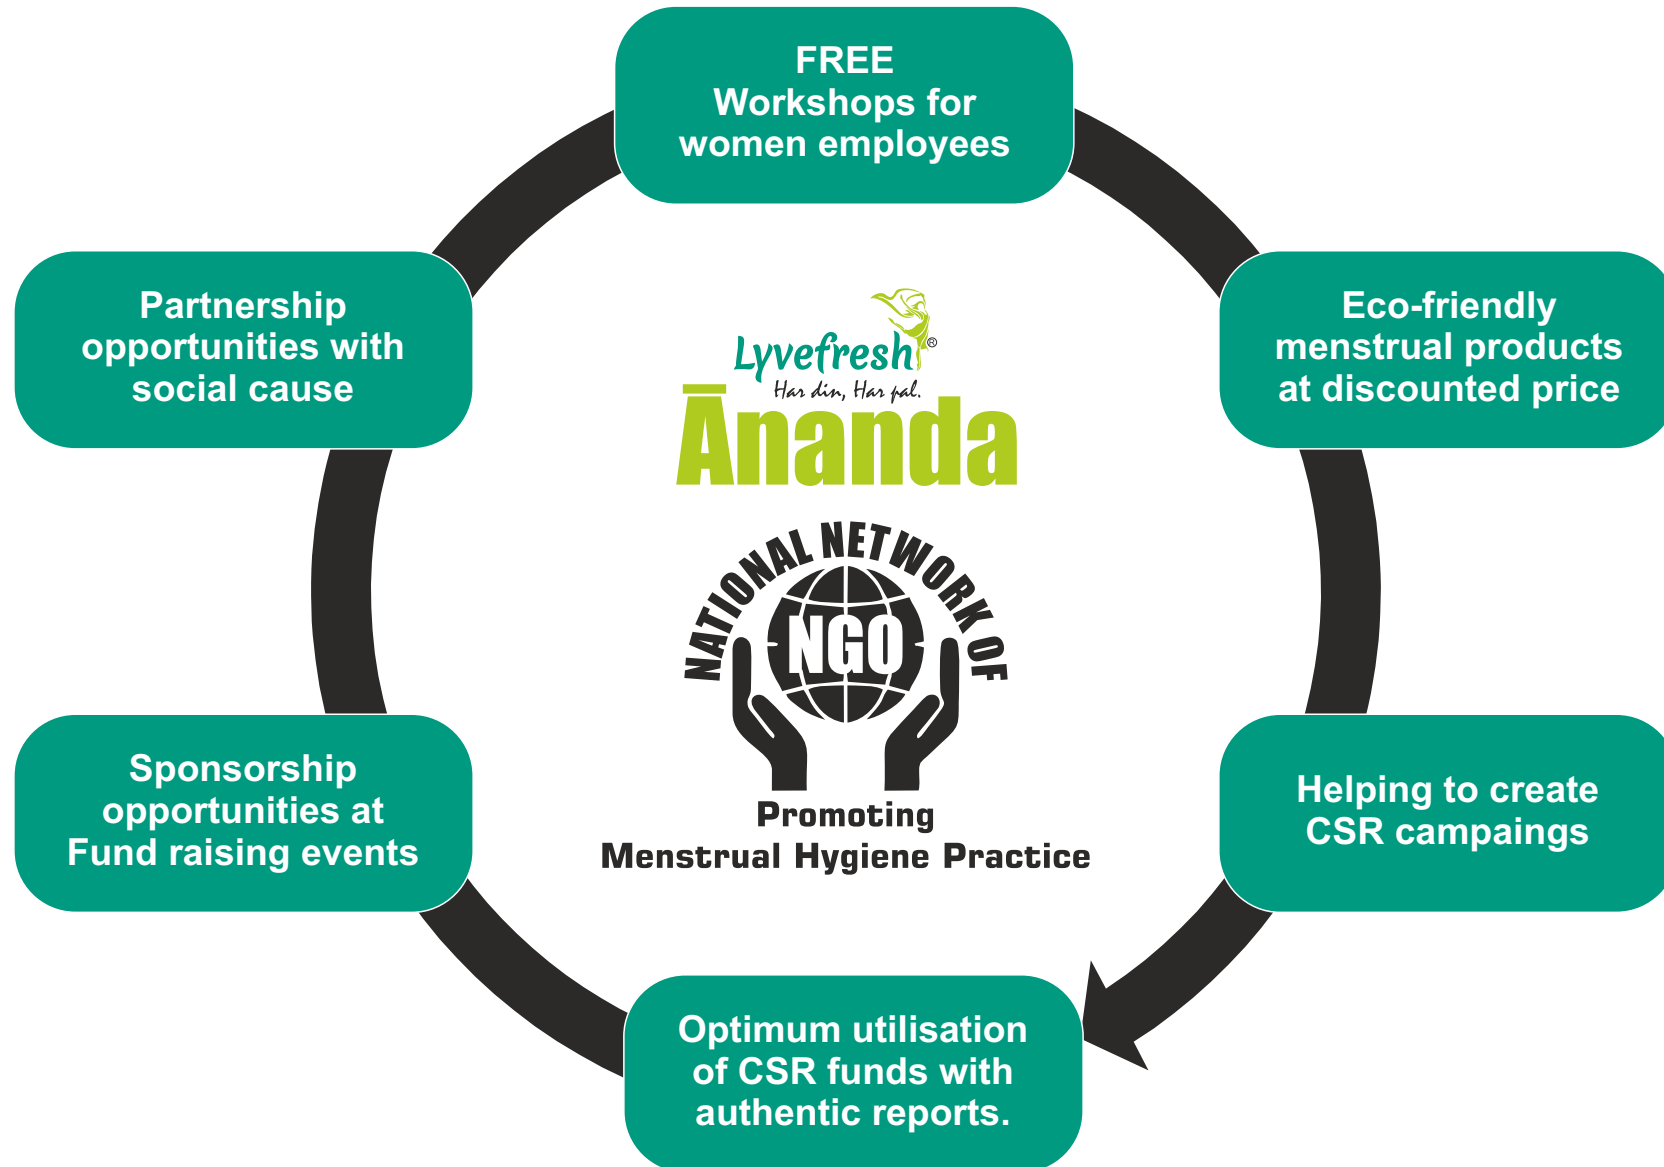 FREE
Workshops for
women employees
Partnership
opportunities with
social cause
Eco-friendly
menstrual products
at discounted price
Lyvefresh®
Har din, Har pal.
Ānanda
NATIONAL NETWORK OF
NGO
Promoting
Menstrual Hygiene Practice
Sponsorship
opportunities at
Fund raising events
Helping to create
CSR campaings
Optimum utilisation
of CSR funds with
authentic reports.